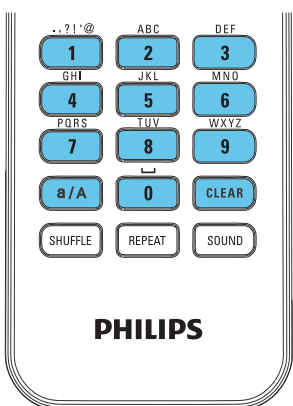 .,?!'@ ABC DEF
1 2 3
GHI JKL MNO
4 5 6
PQRS TUV WXYZ
7 8 9
a/A 0 CLEAR
SHUFFLE REPEAT SOUND
PHILIPS